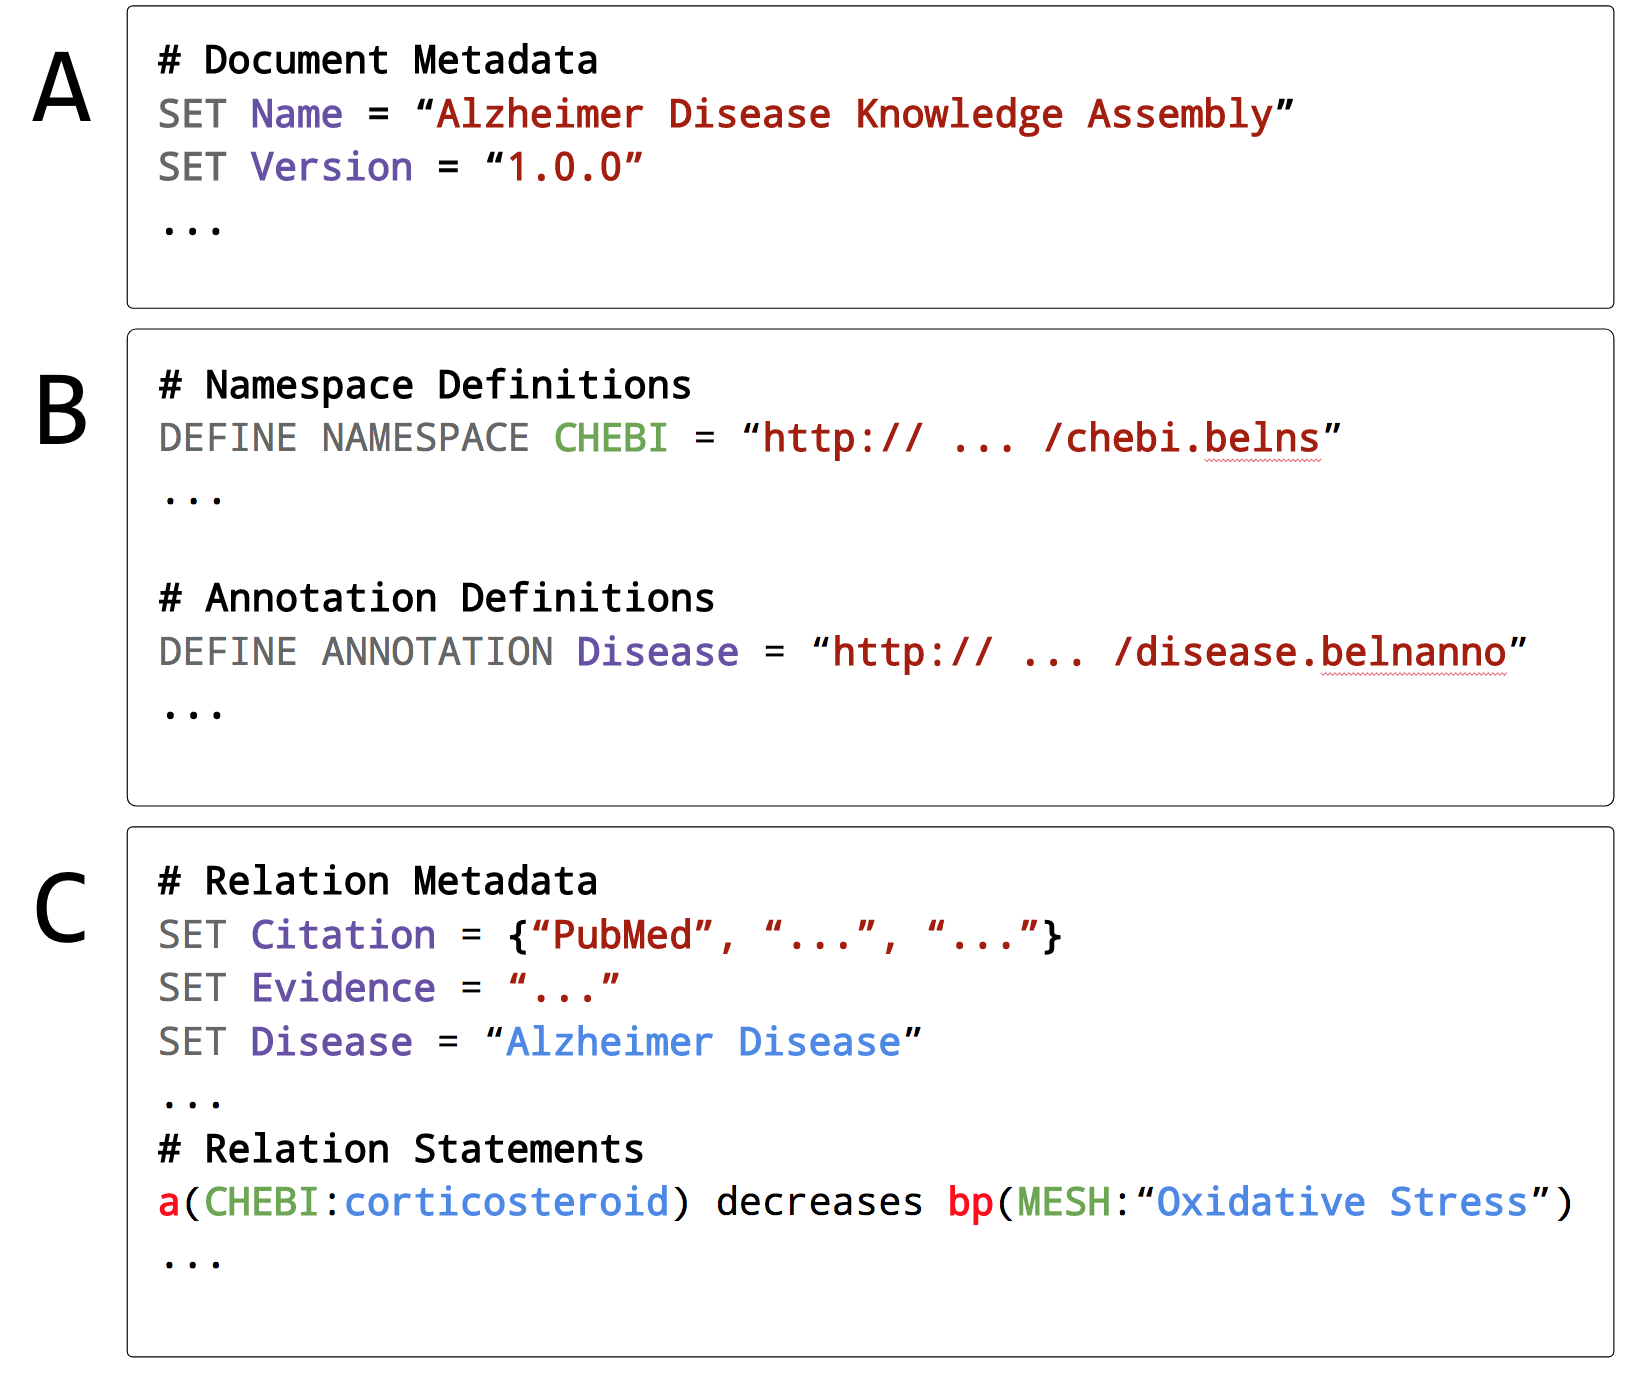 A
# Document Metadata
SET Name = “Alzheimer Disease Knowledge Assembly”
SET Version = “1.0.0”
...
B
# Namespace Definitions
DEFINE NAMESPACE CHEBI = “http:// ... /chebi.belns”
...
# Annotation Definitions
DEFINE ANNOTATION Disease = “http:// ... /disease.belnanno”
...
C
# Relation Metadata
SET Citation = {“PubMed”, “...”, “...”}
SET Evidence = “...”
SET Disease = “Alzheimer Disease”
...
# Relation Statements
a(CHEBI:corticosteroid) decreases bp(MESH:“Oxidative Stress”)
...